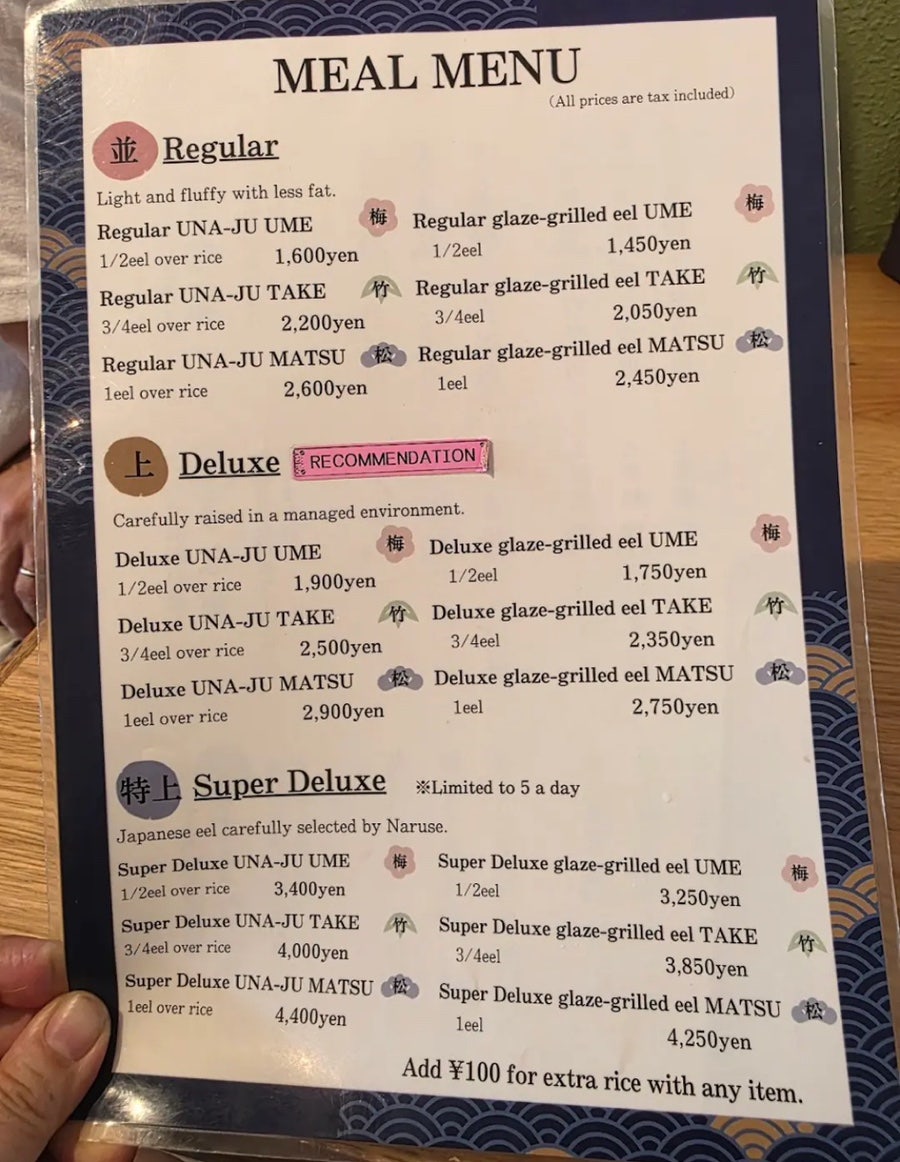 MEAL MENU
(All prices are tax included)
並 Regular
Light and fluffy with less fat.
Regular UNA-JU UME 梅
1/2eel over rice 1,600yen
Regular UNA-JU TAKE 竹
3/4eel over rice 2,200yen
Regular UNA-JU MATSU 松
1eel over rice 2,600yen
Regular glaze-grilled eel UME 梅
1/2eel 1,450yen
Regular glaze-grilled eel TAKE 竹
3/4eel 2,050yen
Regular glaze-grilled eel MATSU 松
1eel 2,450yen
上 Deluxe RECOMMENDATION
Carefully raised in a managed environment.
Deluxe UNA-JU UME 梅
1/2eel over rice 1,900yen
Deluxe UNA-JU TAKE 竹
3/4eel over rice 2,500yen
Deluxe UNA-JU MATSU 松
1eel over rice 2,900yen
Deluxe glaze-grilled eel UME 梅
1/2eel 1,750yen
Deluxe glaze-grilled eel TAKE 竹
3/4eel 2,350yen
Deluxe glaze-grilled eel MATSU 松
1eel 2,750yen
特上 Super Deluxe ※Limited to 5 a day
Japanese eel carefully selected by Naruse.
Super Deluxe UNA-JU UME 梅
1/2eel over rice 3,400yen
Super Deluxe UNA-JU TAKE 竹
3/4eel over rice 4,000yen
Super Deluxe UNA-JU MATSU 松
1eel over rice 4,400yen
Super Deluxe glaze-grilled eel UME 梅
1/2eel 3,250yen
Super Deluxe glaze-grilled eel TAKE 竹
3/4eel 3,850yen
Super Deluxe glaze-grilled eel MATSU 松
1eel 4,250yen
Add ¥100 for extra rice with any item.